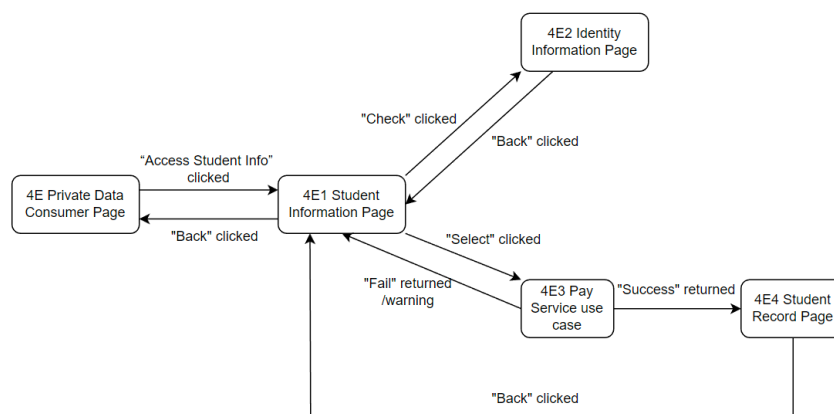 4E2 Identity
Information Page
"Check" clicked
"Back" clicked
“Access Student Info”
clicked
4E Private Data
Consumer Page
4E1 Student
Information Page
"Back" clicked
"Select" clicked
"Fail" returned
/warning
4E3 Pay
Service use
case
"Success" returned
4E4 Student
Record Page
"Back" clicked